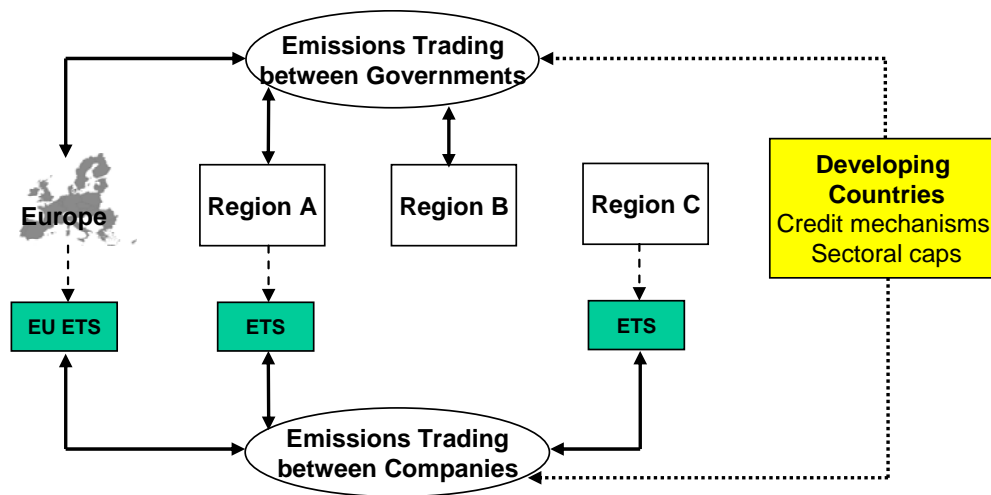 Emissions Trading
between Governments
Europe
Region A
Region B
Region C
Developing
Countries
Credit mechanisms
Sectoral caps
EU ETS
ETS
ETS
Emissions Trading
between Companies